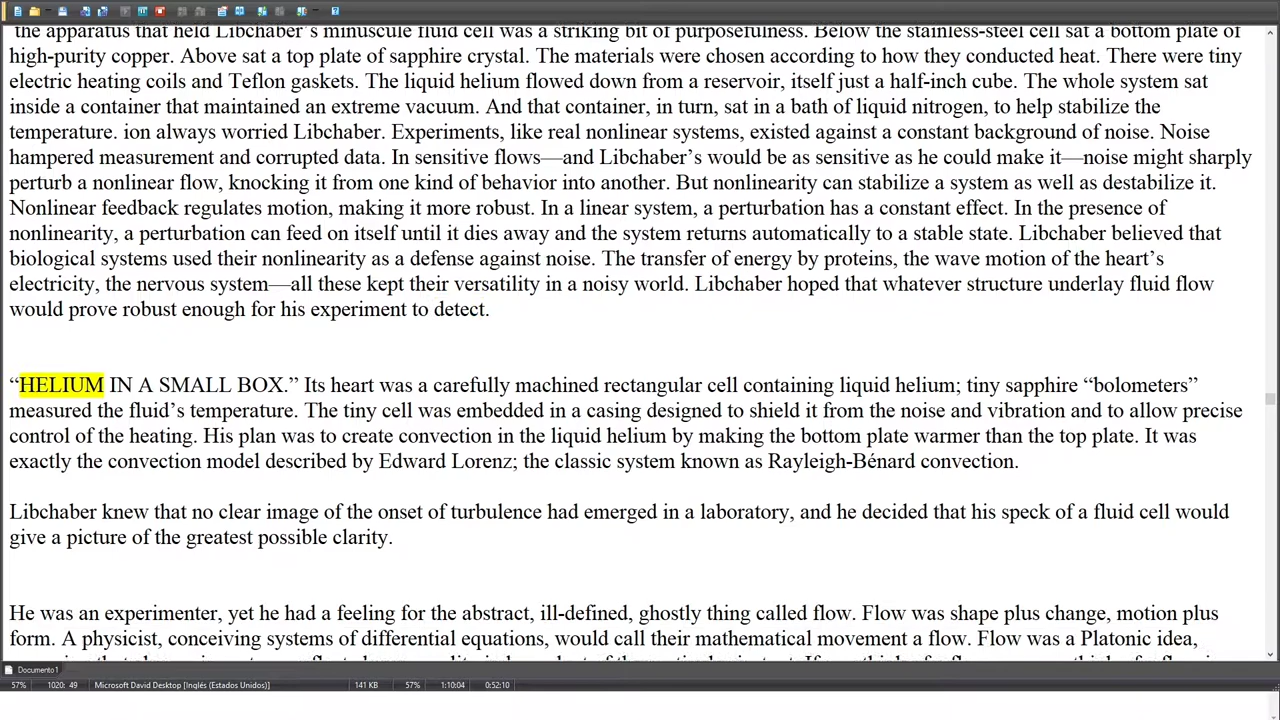 the apparatus that held Libchaber’s minuscule fluid cell was a striking bit of purposefulness. Below the stainless-steel cell sat a bottom plate of
high-purity copper. Above sat a top plate of sapphire crystal. The materials were chosen according to how they conducted heat. There were tiny
electric heating coils and Teflon gaskets. The liquid helium flowed down from a reservoir, itself just a half-inch cube. The whole system sat
inside a container that maintained an extreme vacuum. And that container, in turn, sat in a bath of liquid nitrogen, to help stabilize the
temperature. ion always worried Libchaber. Experiments, like real nonlinear systems, existed against a constant background of noise. Noise
hampered measurement and corrupted data. In sensitive flows—and Libchaber’s would be as sensitive as he could make it—noise might sharply
perturb a nonlinear flow, knocking it from one kind of behavior into another. But nonlinearity can stabilize a system as well as destabilize it.
Nonlinear feedback regulates motion, making it more robust. In a linear system, a perturbation has a constant effect. In the presence of
nonlinearity, a perturbation can feed on itself until it dies away and the system returns automatically to a stable state. Libchaber believed that
biological systems used their nonlinearity as a defense against noise. The transfer of energy by proteins, the wave motion of the heart’s
electricity, the nervous system—all these kept their versatility in a noisy world. Libchaber hoped that whatever structure underlay fluid flow
would prove robust enough for his experiment to detect.
“HELIUM IN A SMALL BOX.” Its heart was a carefully machined rectangular cell containing liquid helium; tiny sapphire “bolometers”
measured the fluid’s temperature. The tiny cell was embedded in a casing designed to shield it from the noise and vibration and to allow precise
control of the heating. His plan was to create convection in the liquid helium by making the bottom plate warmer than the top plate. It was
exactly the convection model described by Edward Lorenz; the classic system known as Rayleigh-Bénard convection.
Libchaber knew that no clear image of the onset of turbulence had emerged in a laboratory, and he decided that his speck of a fluid cell would
give a picture of the greatest possible clarity.
He was an experimenter, yet he had a feeling for the abstract, ill-defined, ghostly thing called flow. Flow was shape plus change, motion plus
form. A physicist, conceiving systems of differential equations, would call their mathematical movement a flow. Flow was a Platonic idea,
Documento1
57% 1020: 49 Microsoft David Desktop [Inglés (Estados Unidos)] 141 KB 57% 1:10:04 0:52:10